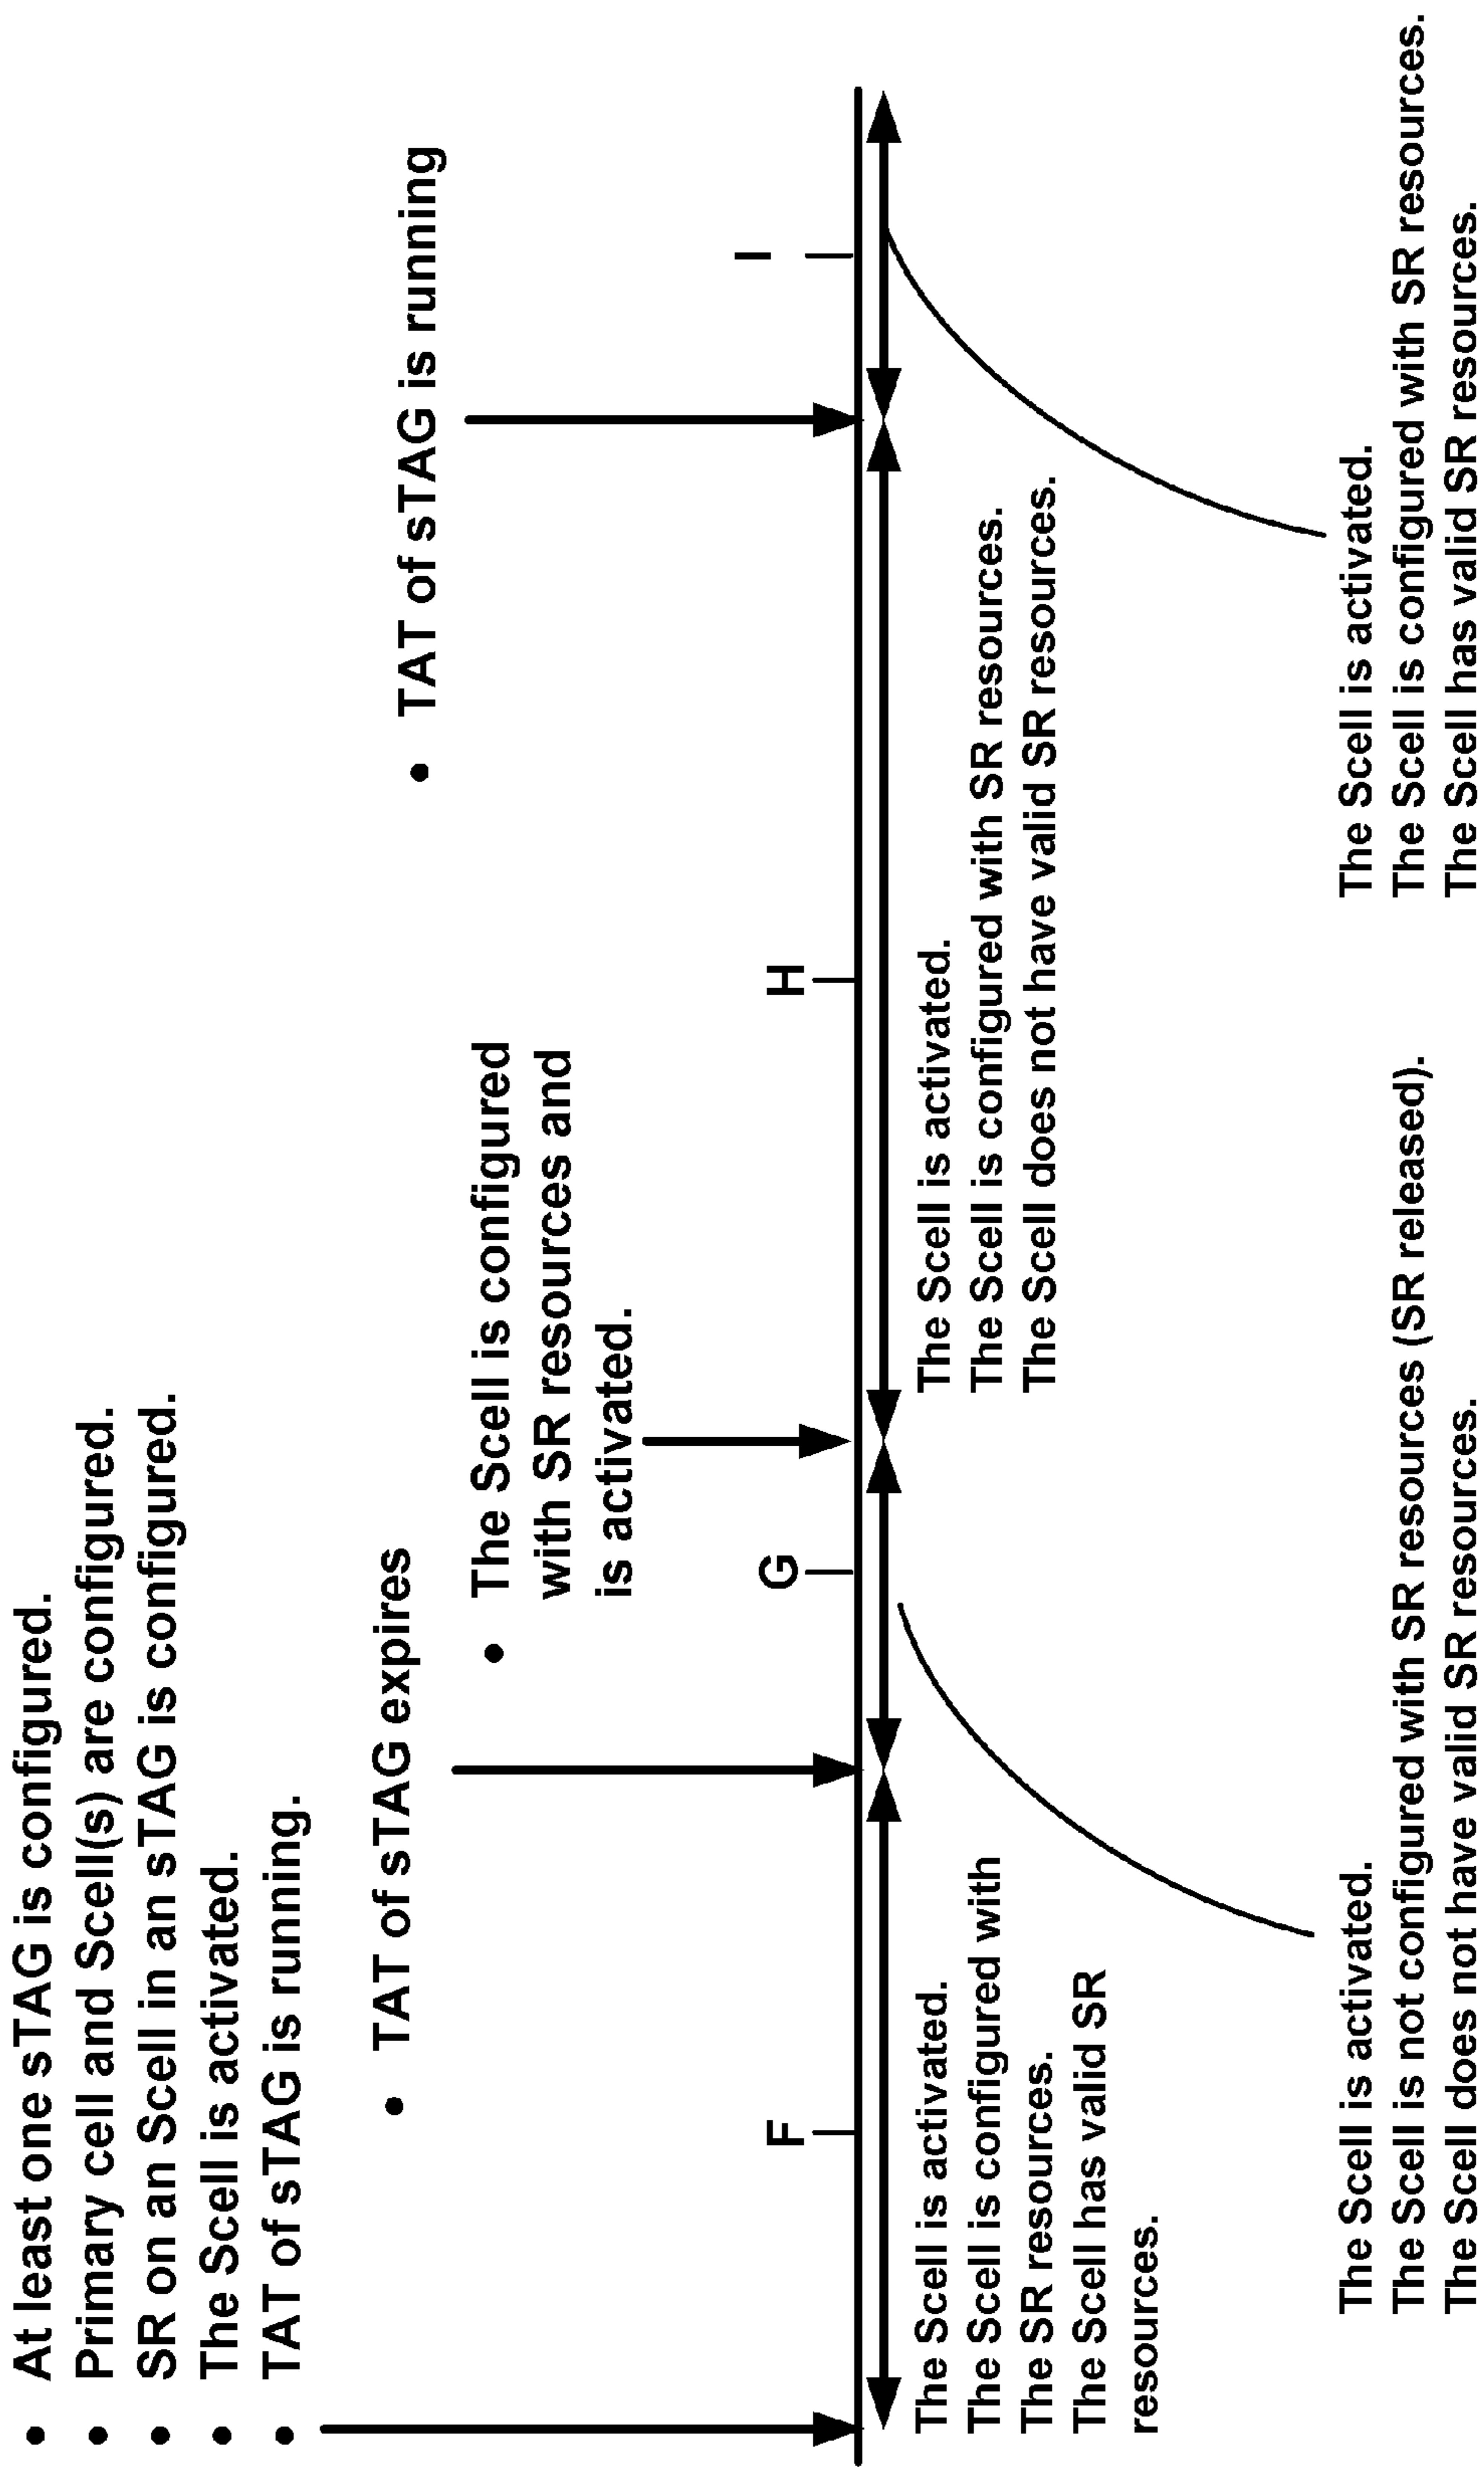 • At least one sTAG is configured.
• Primary cell and Scell(s) are configured.
• SR on an Scell in an sTAG is configured.
• The Scell is activated.
• TAT of sTAG is running.
• TAT of sTAG expires
• The Scell is configured
with SR resources and
is activated.
• TAT of sTAG is running
F
G
H
I
The Scell is activated.
The Scell is configured with
The SR resources.
The Scell has valid SR
resources.
The Scell is activated.
The Scell is configured with SR resources.
The Scell does not have valid SR resources.
The Scell is activated.
The Scell is not configured with SR resources (SR released).
The Scell does not have valid SR resources.
The Scell is activated.
The Scell is configured with SR resources.
The Scell has valid SR resources.